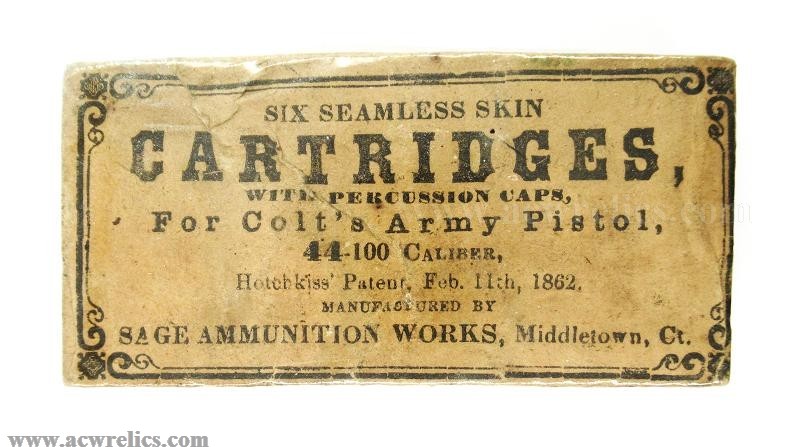 SIX SEAMLESS SKIN
CARTRIDGES,
WITH PERCUSSION CAPS,
For Colt's Army Pistol,
44-100 CALIBER,
Hotchkiss' Patent, Feb. 11th, 1862.
MANUFACTURED BY
SAGE AMMUNITION WORKS, Middletown, Ct.
www.acwrelics.com